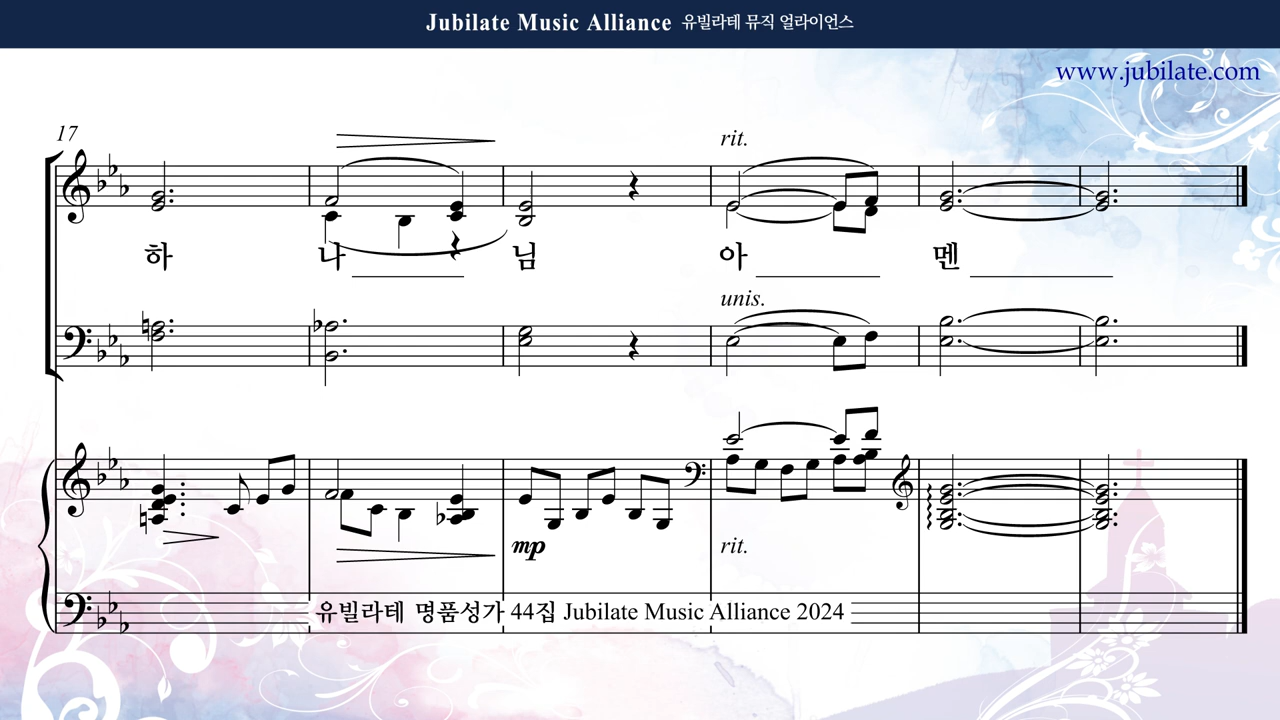 Jubilate Music Alliance 유빌라테 뮤직 얼라이언스
www.jubilate.com
17
rit.
하 나 님 아 멘
unis.
mp rit.
유빌라테 명품성가 44집 Jubilate Music Alliance 2024